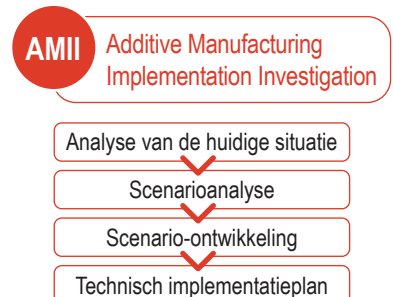 AMII
Additive Manufacturing
Implementation Investigation
Analyse van de huidige situatie
Scenarioanalyse
Scenario-ontwikkeling
Technisch implementatieplan